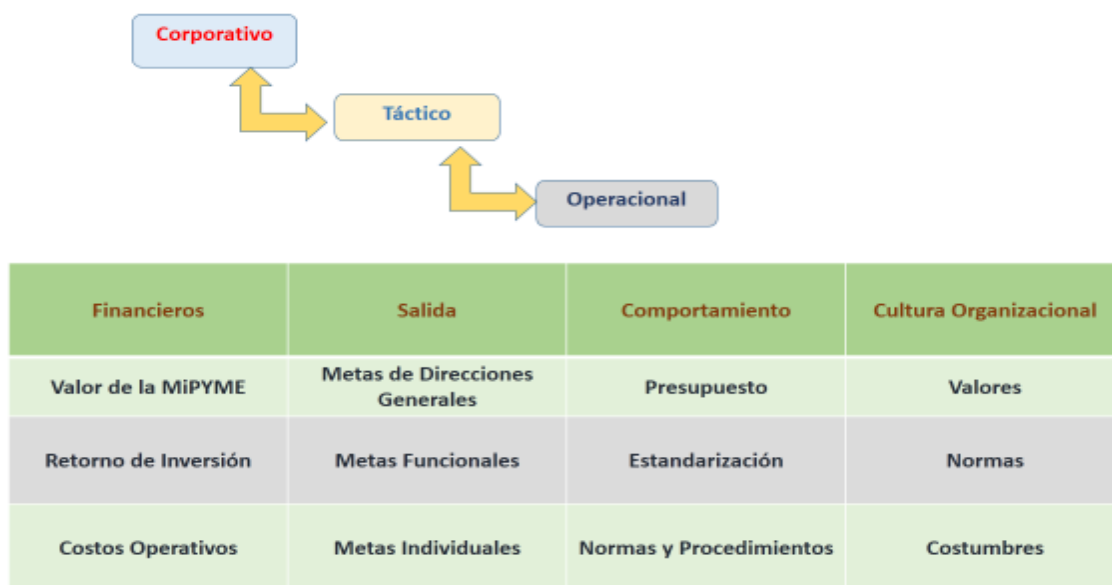 Corporativo
Táctico
Operacional
Financieros
Salida
Comportamiento
Cultura Organizacional
Valor de la MiPYME
Metas de Direcciones
Generales
Presupuesto
Valores
Retorno de Inversión
Metas Funcionales
Estandarización
Normas
Costos Operativos
Metas Individuales
Normas y Procedimientos
Costumbres